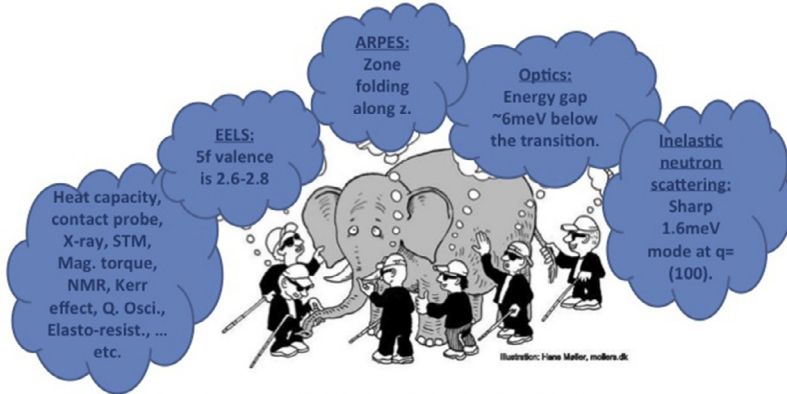 ARPES:
Zone
folding
along z.
Optics:
Energy gap
~6meV below
the transition.
EELS:
5f valence
is 2.6-2.8
Inelastic
neutron
scattering:
Sharp
1.6meV
mode at q=
(100).
Heat capacity,
contact probe,
X-ray, STM,
Mag. torque,
NMR, Kerr
effect, Q. Osci.,
Elasto-resist., ...
etc.
Illustration: Hans Møller, mollers.dk